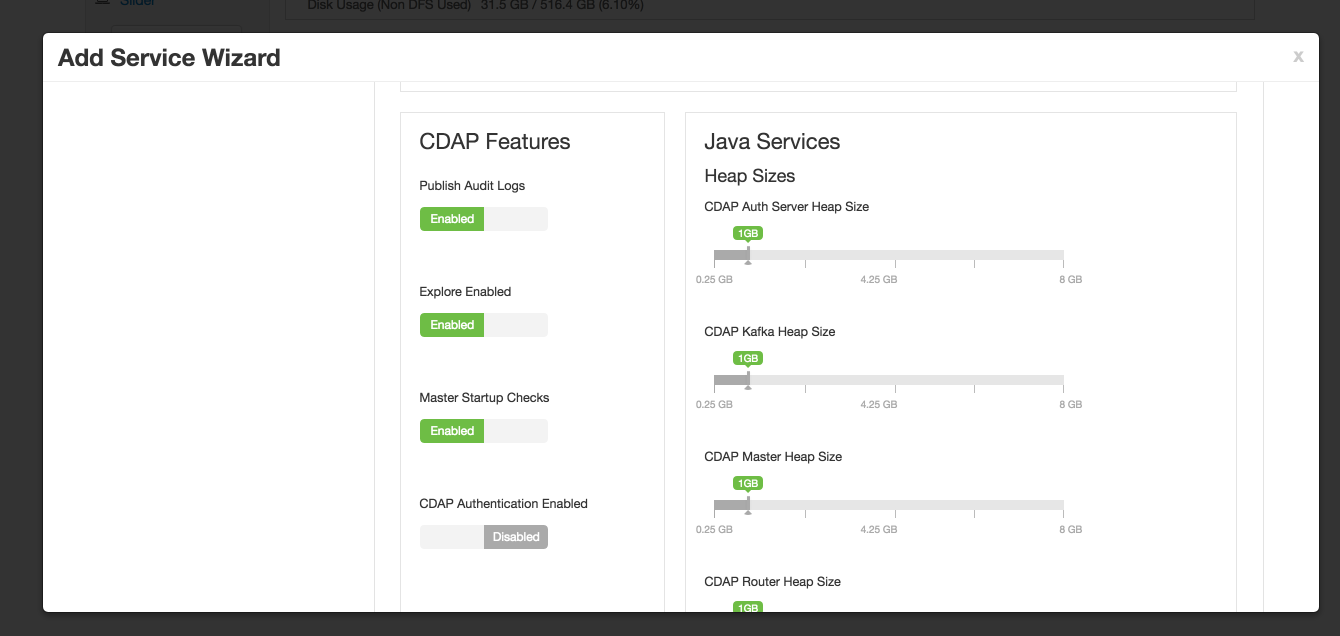 Slider
Disk Usage (Non DFS Used) 31.5 GB / 516.4 GB (6.10%)
Add Service Wizard
x
CDAP Features
Publish Audit Logs
Enabled
Explore Enabled
Enabled
Master Startup Checks
Enabled
CDAP Authentication Enabled
Disabled
Java Services
Heap Sizes
CDAP Auth Server Heap Size
1GB
0.25 GB 4.25 GB 8 GB
CDAP Kafka Heap Size
1GB
0.25 GB 4.25 GB 8 GB
CDAP Master Heap Size
1GB
0.25 GB 4.25 GB 8 GB
CDAP Router Heap Size
1GB